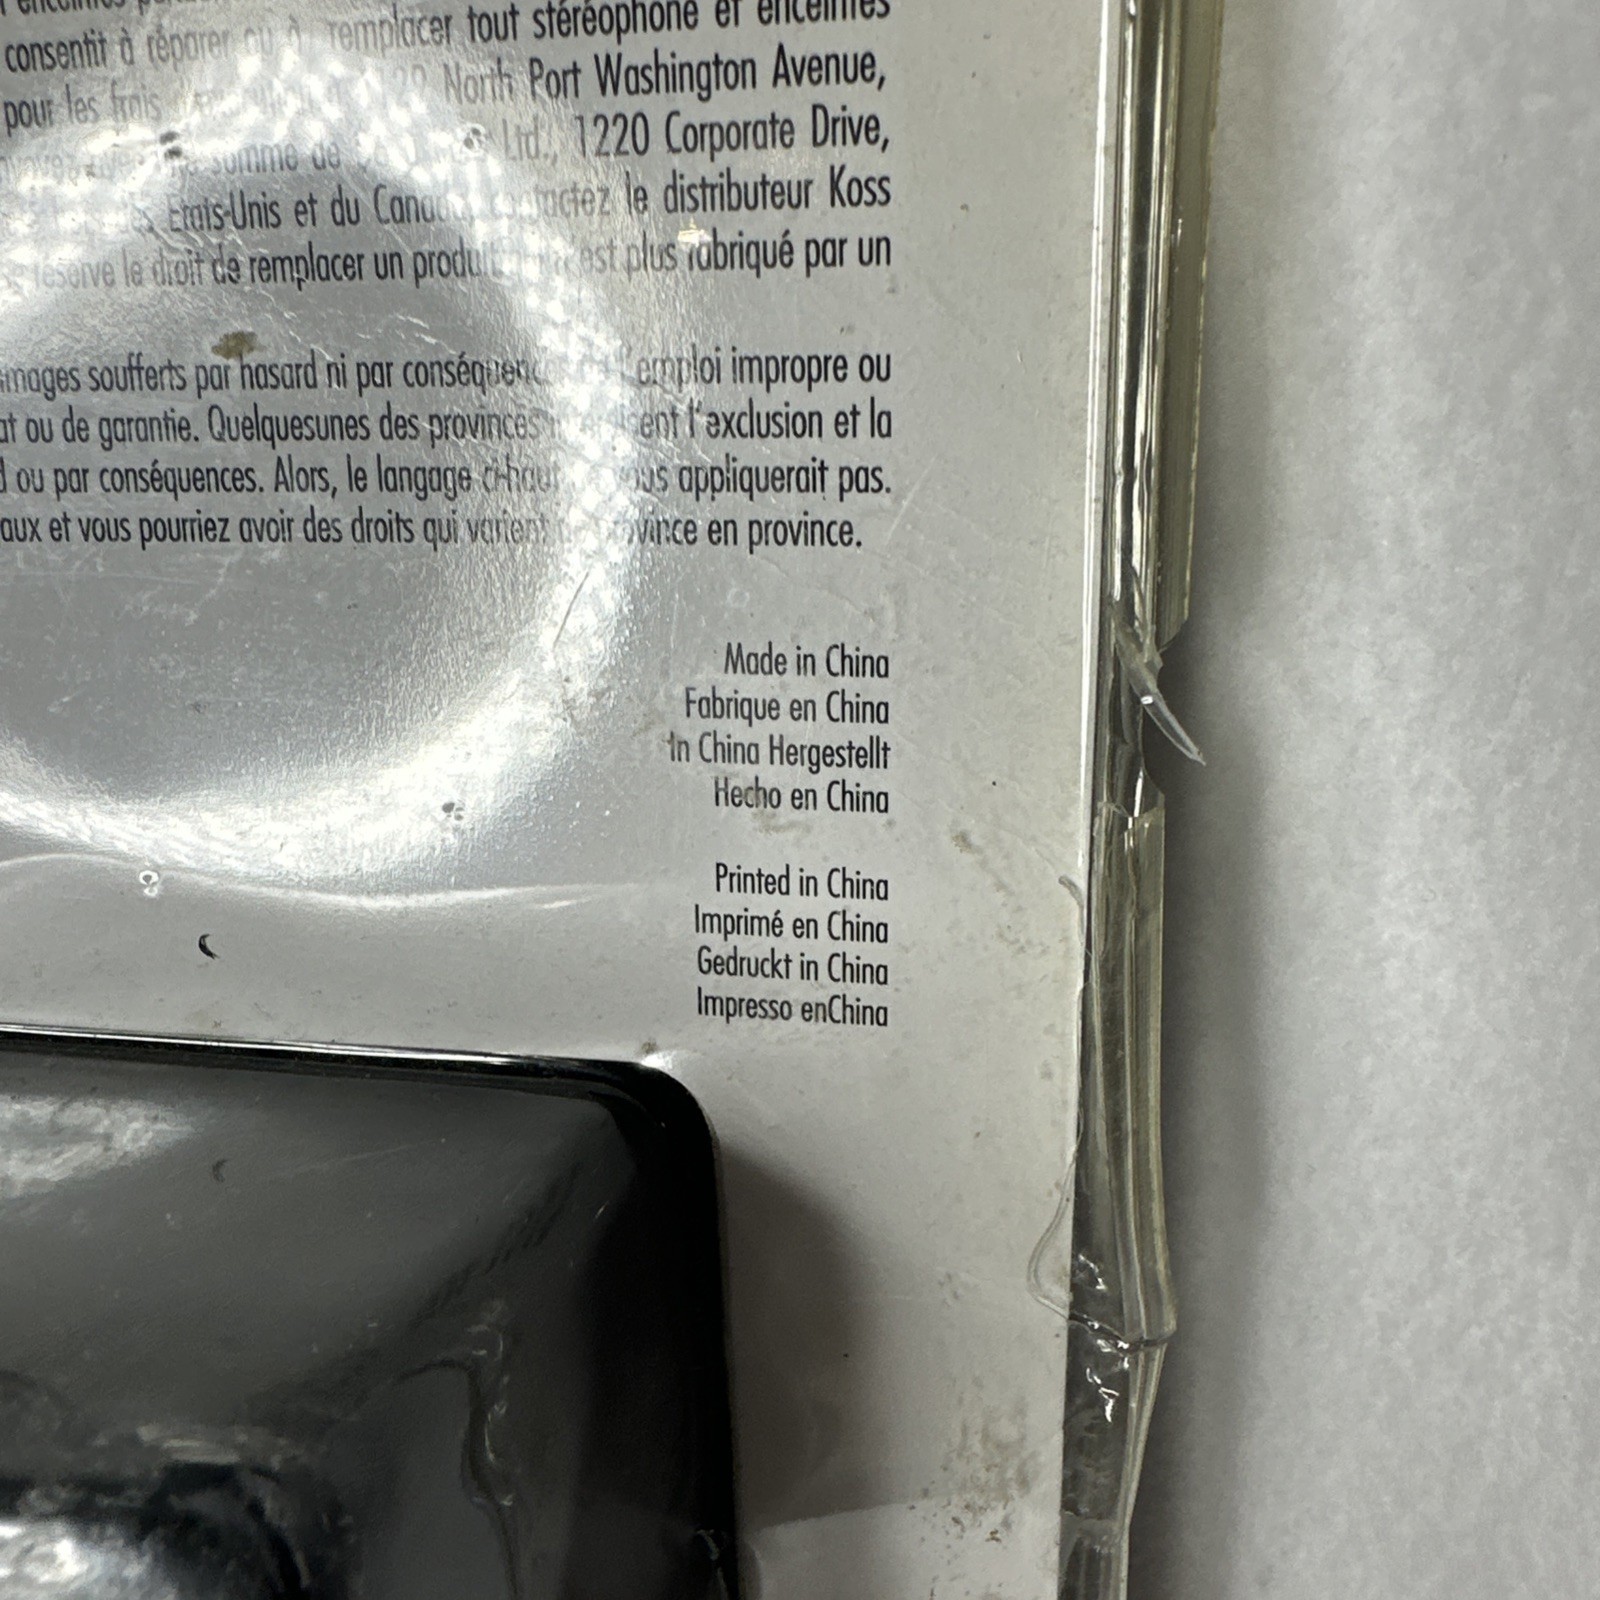 enceintes
consentit à réparer ou à remplacer tout stéréophone et enceintes
pour les frais North Port Washington Avenue,
somme de Ltd., 1220 Corporate Drive,
États-Unis et du Canada contactez le distributeur Koss
réserve le droit de remplacer un produit est plus fabriqué par un
soufferts par hasard ni par conséquence l'emploi impropre ou
ou de garantie. Quelquesunes des provinces l'exclusion et la
ou par conséquences. Alors, le langage ci-haut appliquerait pas.
et vous pourriez avoir des droits qui varient province en province.
Made in China
Fabrique en China
In China Hergestellt
Hecho en China
Printed in China
Imprimé en China
Gedruckt in China
Impresso enChina